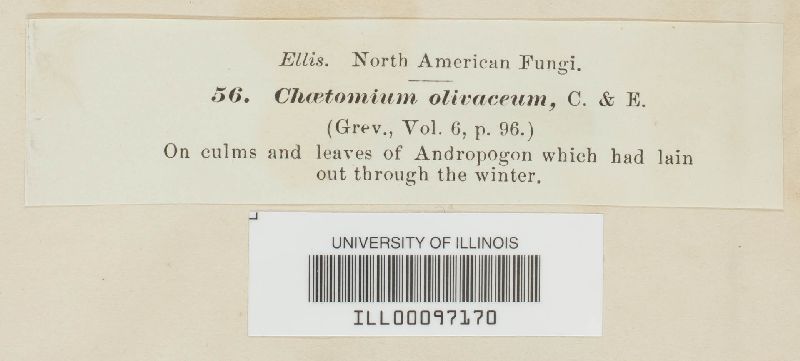 Ellis. North American Fungi.
56. Chætomium olivaceum, C. & E.
(Grev., Vol. 6, p. 96.)
On culms and leaves of Andropogon which had lain
out through the winter.
UNIVERSITY OF ILLINOIS
ILL00097170